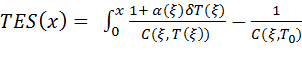 TES(x) = ∫₀ˣ (1+ α(ξ)δT(ξ))/C(ξ,T(ξ)) − 1/C(ξ,T₀)